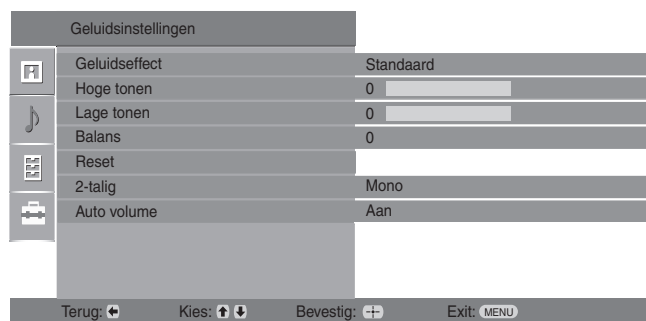 Geluidsinstellingen
Geluidseffect Standaard
Hoge tonen 0
Lage tonen 0
Balans 0
Reset
2-talig Mono
Auto volume Aan
Terug: Kies: Bevestig: Exit: MENU